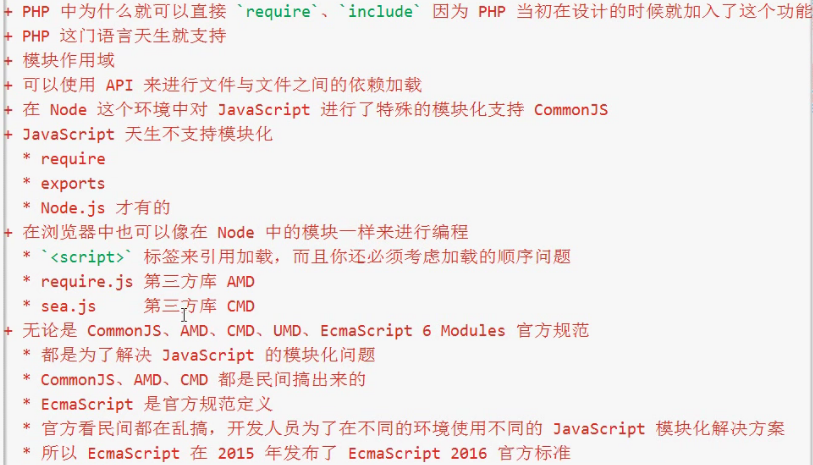 + PHP 中为什么就可以直接 `require`、`include` 因为 PHP 当初在设计的时候就加入了这个功能
+ PHP 这门语言天生就支持
+ 模块作用域
+ 可以使用 API 来进行文件与文件之间的依赖加载
+ 在 Node 这个环境中对 JavaScript 进行了特殊的模块化支持 CommonJS
+ JavaScript 天生不支持模块化
* require
* exports
* Node.js 才有的
+ 在浏览器中也可以像在 Node 中的模块一样来进行编程
* `<script>` 标签来引用加载，而且你还必须考虑加载的顺序问题
* require.js 第三方库 AMD
* sea.js 第三方库 CMD
+ 无论是 CommonJS、AMD、CMD、UMD、EcmaScript 6 Modules 官方规范
* 都是为了解决 JavaScript 的模块化问题
* CommonJS、AMD、CMD 都是民间搞出来的
* EcmaScript 是官方规范定义
* 官方看民间都在乱搞，开发人员为了在不同的环境使用不同的 JavaScript 模块化解决方案
* 所以 EcmaScript 在 2015 年发布了 EcmaScript 2016 官方标准